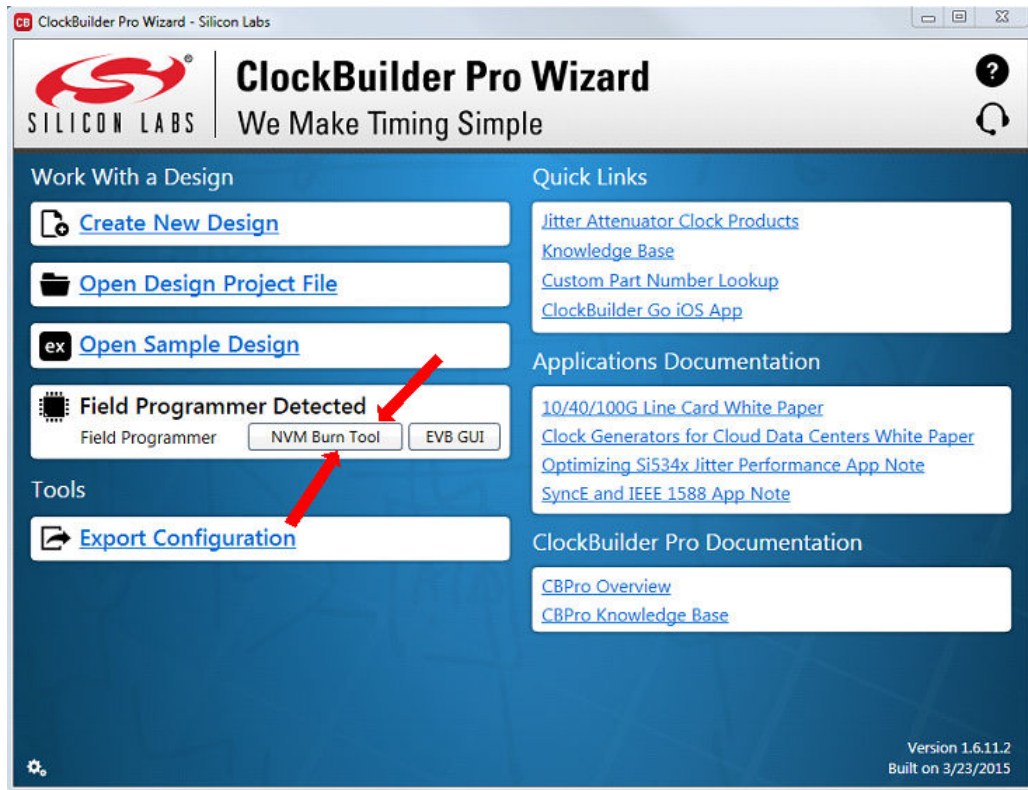 CB ClockBuilder Pro Wizard - Silicon Labs
SILICON LABS
ClockBuilder Pro Wizard
We Make Timing Simple
?
Work With a Design
Create New Design
Open Design Project File
ex Open Sample Design
Field Programmer Detected
Field Programmer NVM Burn Tool EVB GUI
Tools
Export Configuration
Quick Links
Jitter Attenuator Clock Products
Knowledge Base
Custom Part Number Lookup
ClockBuilder Go iOS App
Applications Documentation
10/40/100G Line Card White Paper
Clock Generators for Cloud Data Centers White Paper
Optimizing Si534x Jitter Performance App Note
SyncE and IEEE 1588 App Note
ClockBuilder Pro Documentation
CBPro Overview
CBPro Knowledge Base
Version 1.6.11.2
Built on 3/23/2015